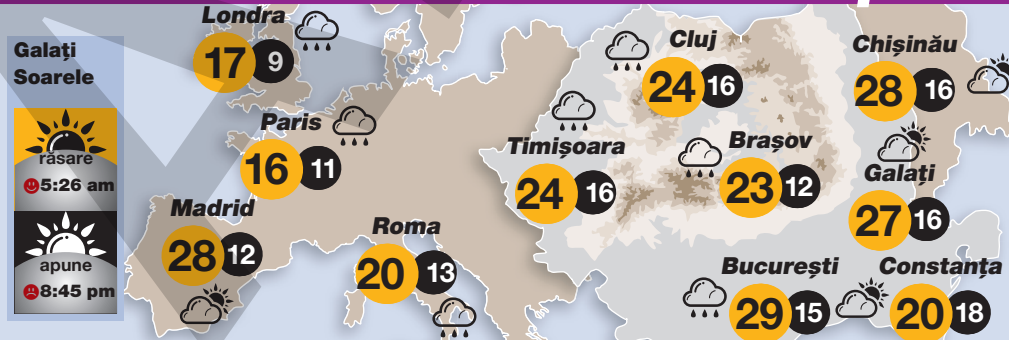 Galați
Soarele
răsare
5:26 am
apune
8:45 pm
Londra
17 9
Paris
16 11
Madrid
28 12
Roma
20 13
Cluj
24 16
Timișoara
24 16
Brașov
23 12
București
29 15
Chișinău
28 16
Galați
27 16
Constanța
20 18